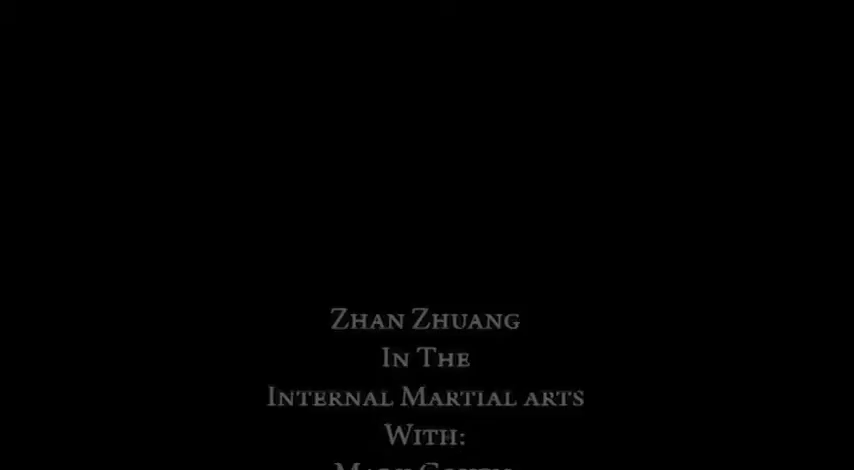 Zhan Zhuang
In The
Internal Martial arts
With: